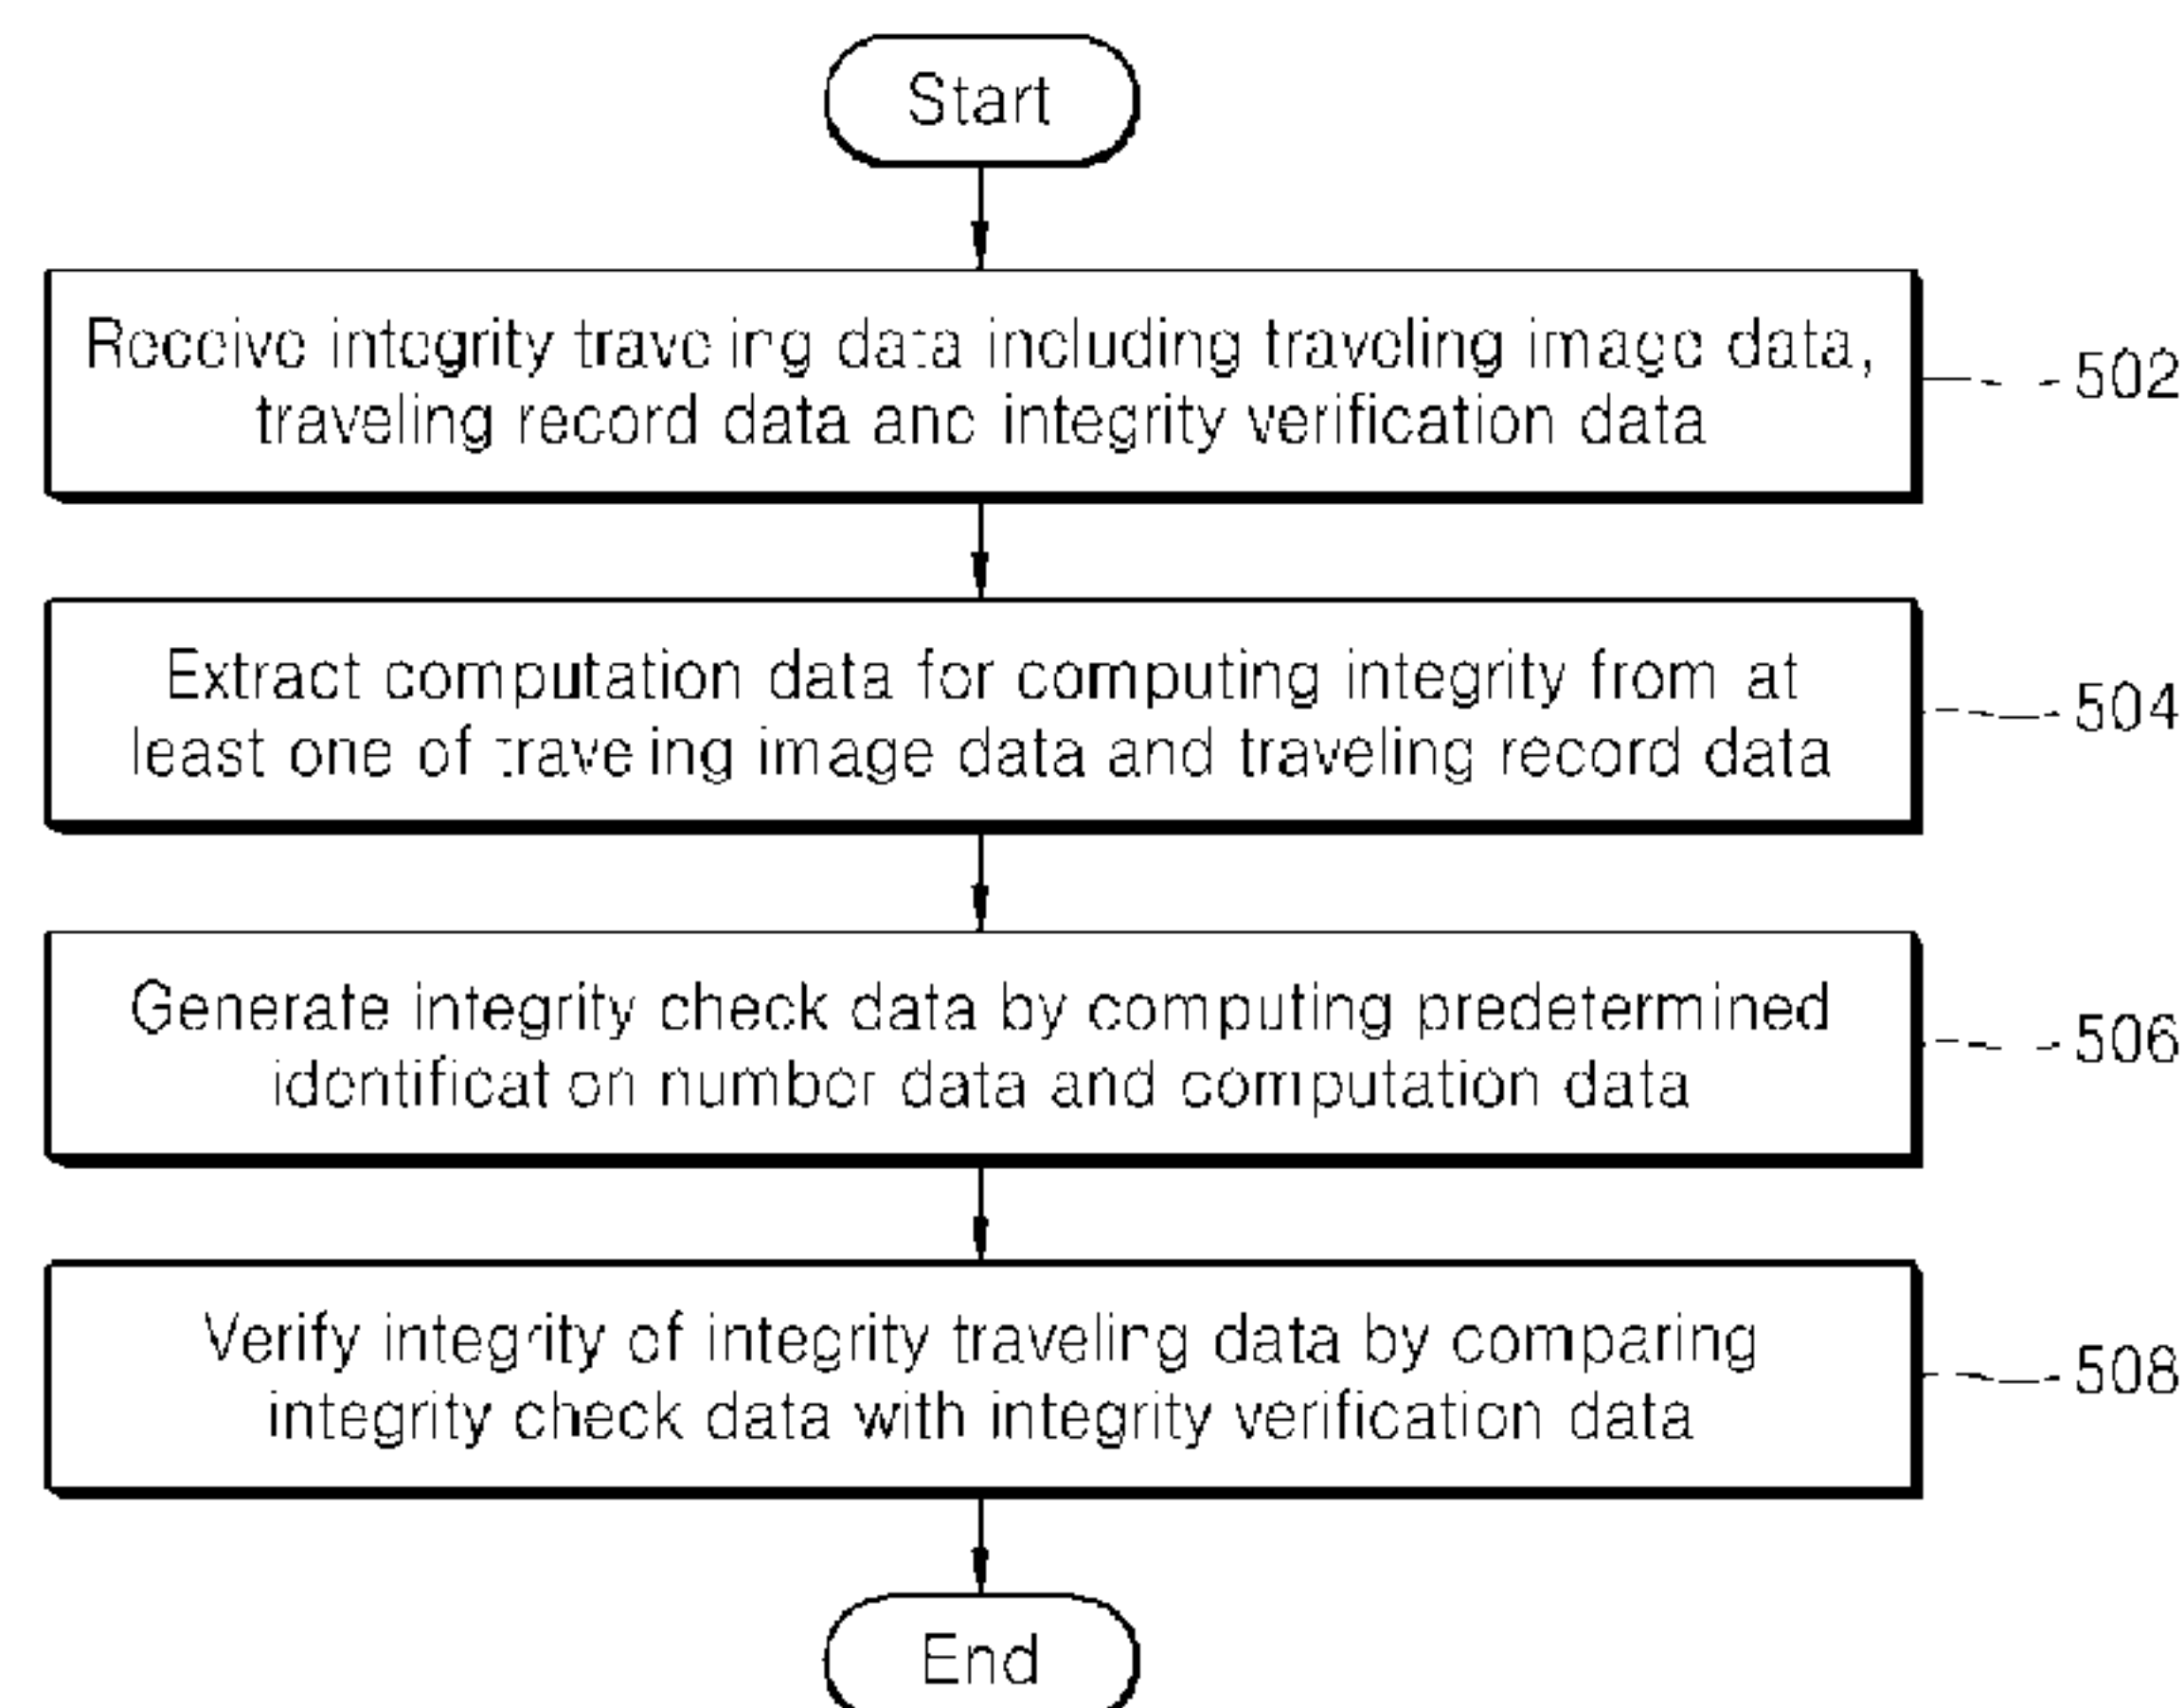 Start
Receive integrity traveling data including traveling image data,
traveling record data and integrity verification data
502
Extract computation data for computing integrity from at
least one of traveling image data and traveling record data
504
Generate integrity check data by computing predetermined
identification number data and computation data
506
Verify integrity of integrity traveling data by comparing
integrity check data with integrity verification data
508
End